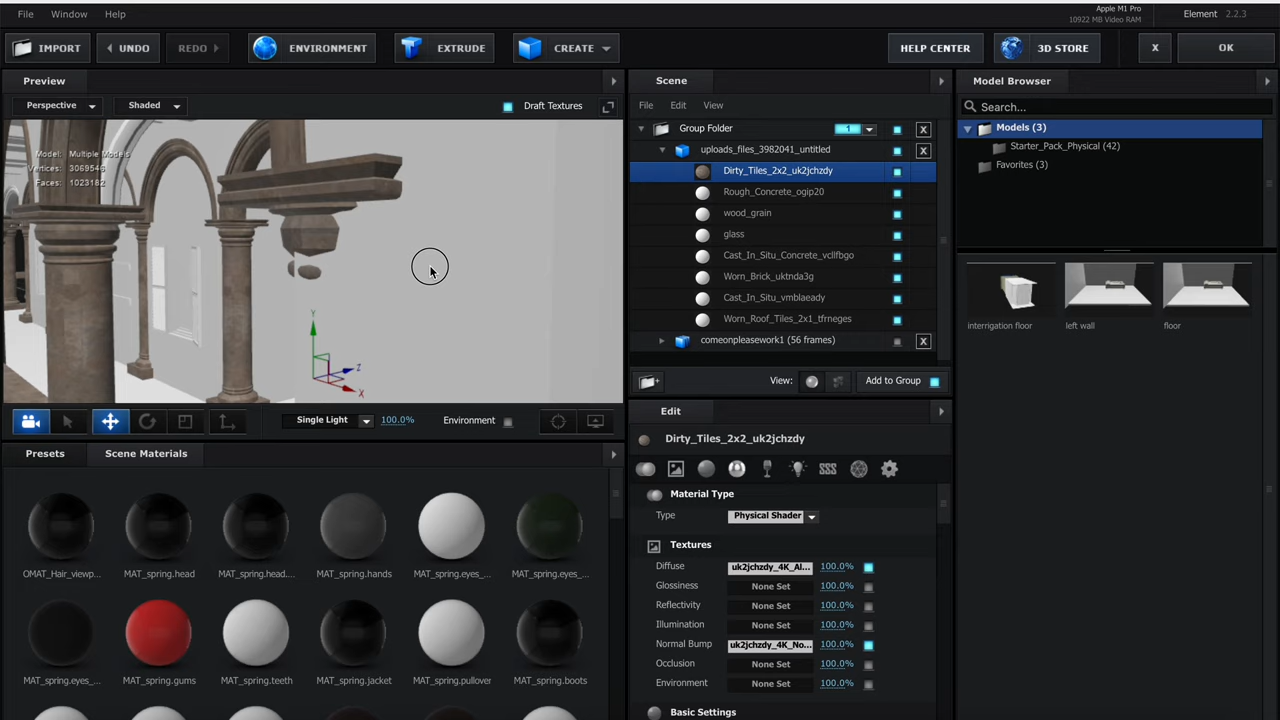 File Window Help
Apple M1 Pro
10922 MB Video RAM
Element 2.2.3
IMPORT
UNDO
REDO
ENVIRONMENT
EXTRUDE
CREATE
HELP CENTER
3D STORE
X
OK
Preview
Perspective
Shaded
Draft Textures
Model: Multiple Models
Vertices: 3069546
Faces: 1023182
Y
Z
X
Single Light
100.0%
Environment
Presets
Scene Materials
OMAT_Hair_viewp...
MAT_spring.head
MAT_spring.head....
MAT_spring.hands
MAT_spring.eyes_...
MAT_spring.eyes_...
MAT_spring.eyes_...
MAT_spring.gums
MAT_spring.teeth
MAT_spring.jacket
MAT_spring.pullover
MAT_spring.boots
Scene
File Edit View
Group Folder
1
X
uploads_files_3982041_untitled
X
Dirty_Tiles_2x2_uk2jchzdy
Rough_Concrete_ogip20
wood_grain
glass
Cast_In_Situ_Concrete_vcllfbgo
Worn_Brick_uktnda3g
Cast_In_Situ_vmblaeady
Worn_Roof_Tiles_2x1_tfrneges
comeonpleasework1 (56 frames)
X
View:
Add to Group
Edit
Dirty_Tiles_2x2_uk2jchzdy
Material Type
Type
Physical Shader
Textures
Diffuse uk2jchzdy_4K_Al... 100.0%
Glossiness None Set 100.0%
Reflectivity None Set 100.0%
Illumination None Set 100.0%
Normal Bump uk2jchzdy_4K_No... 100.0%
Occlusion None Set 100.0%
Environment None Set 100.0%
Basic Settings
Model Browser
Search...
Models (3)
Starter_Pack_Physical (42)
Favorites (3)
interrigation floor
left wall
floor